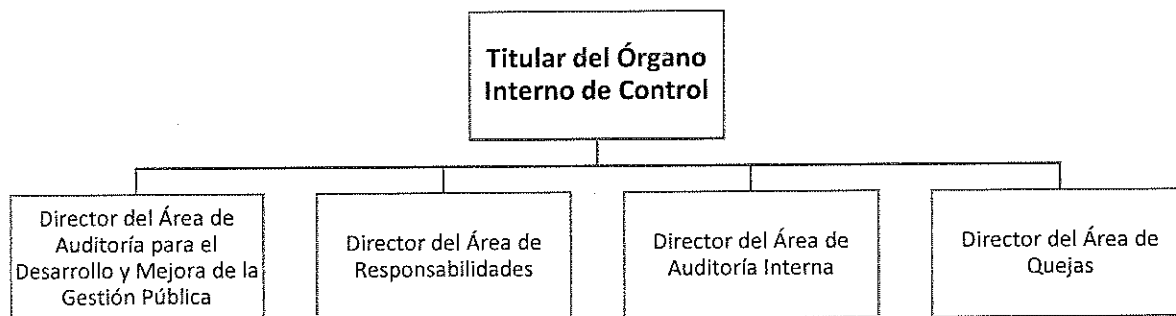 Titular del Órgano
Interno de Control
Director del Área de
Auditoría para el
Desarrollo y Mejora de la
Gestión Pública
Director del Área de
Responsabilidades
Director del Área de
Auditoría Interna
Director del Área de
Quejas